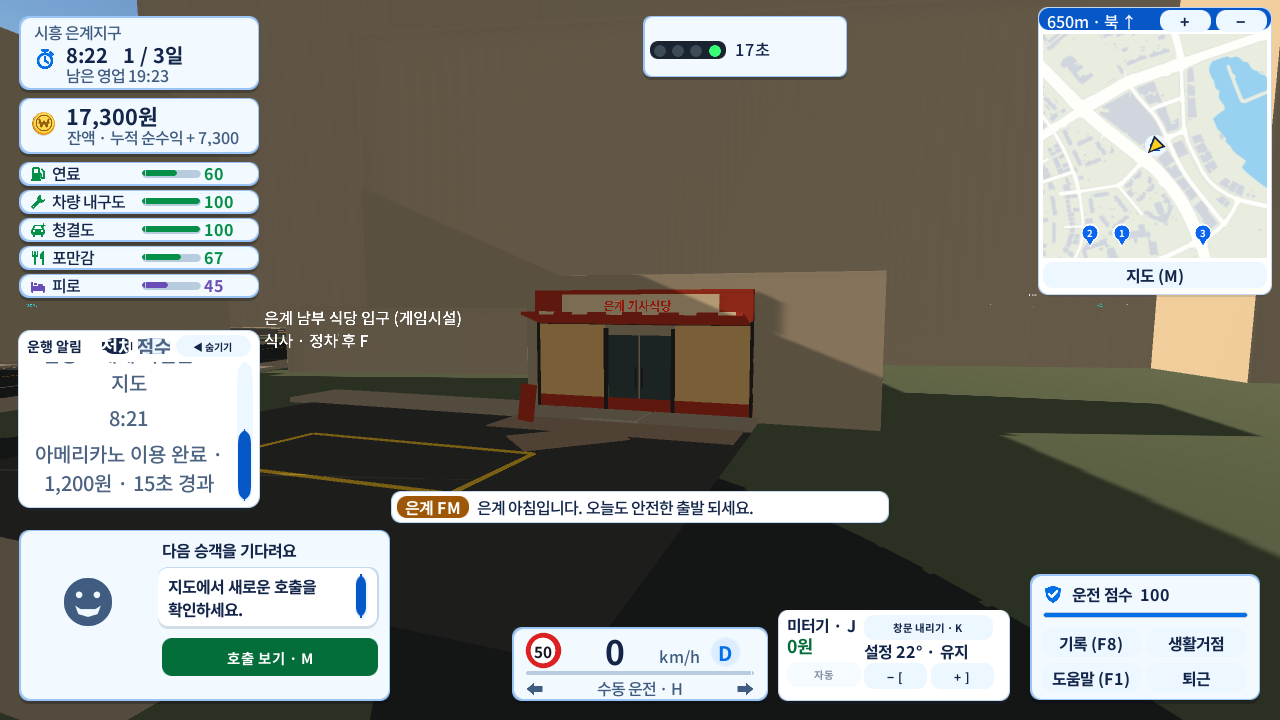 시흥 은계지구
8:22 1 / 3일
남은 영업 19:23
17,300원
잔액 · 누적 순수익 + 7,300
연료 60
차량 내구도 100
청결도 100
포만감 67
피로 45
17초
650m · 북 ↑ + −
2 1 3
지도 (M)
은계 기사식당
은계 남부 식당 입구 (게임시설)
식사 · 정차 후 F
운행 알림 점수 ◀ 숨기기
지도
8:21
아메리카노 이용 완료 ·
1,200원 · 15초 경과
은계 FM 은계 아침입니다. 오늘도 안전한 출발 되세요.
다음 승객을 기다려요
지도에서 새로운 호출을
확인하세요.
호출 보기 · M
50 0 km/h D
수동 운전 · H
미터기 · J 창문 내리기 · K
0원 설정 22° · 유지
자동 − [ + ]
운전 점수 100
기록 (F8) 생활거점
도움말 (F1) 퇴근